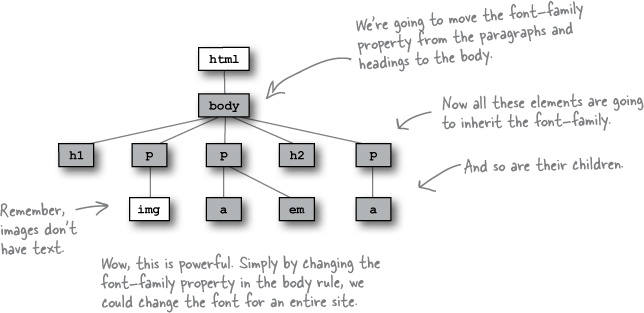 We're going to move the font-family
property from the paragraphs and
headings to the body.
html
body
Now all these elements are going
to inherit the font-family.
h1 p p h2 p
And so are their children.
Remember,
images don't
have text.
img a em a
Wow, this is powerful. Simply by changing the
font-family property in the body rule, we
could change the font for an entire site.